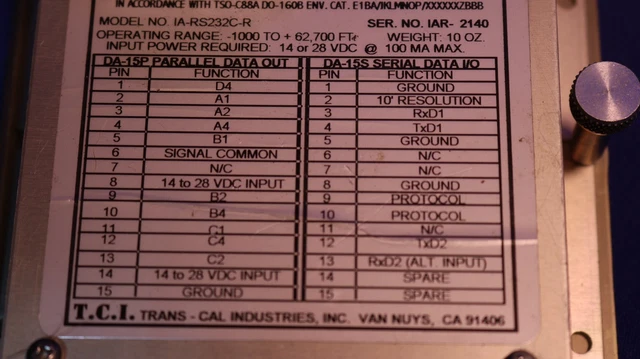 IN ACCORDANCE WITH TSO-C88A DO-160B ENV. CAT. E1BA/IKLMNOP/XXXXXXZBBB
MODEL NO. IA-RS232C-R SER. NO. IAR- 2140
OPERATING RANGE: -1000 TO + 62,700 FT. WEIGHT: 10 OZ.
INPUT POWER REQUIRED: 14 or 28 VDC @ 100 MA MAX.
DA-15P PARALLEL DATA OUT DA-15S SERIAL DATA I/O
PIN FUNCTION PIN FUNCTION
1 D4 1 GROUND
2 A1 2 10' RESOLUTION
3 A2 3 RxD1
4 A4 4 TxD1
5 B1 5 GROUND
6 SIGNAL COMMON 6 N/C
7 N/C 7 N/C
8 14 to 28 VDC INPUT 8 GROUND
9 B2 9 PROTOCOL
10 B4 10 PROTOCOL
11 C1 11 N/C
12 C4 12 TxD2
13 C2 13 RxD2 (ALT. INPUT)
14 14 to 28 VDC INPUT 14 SPARE
15 GROUND 15 SPARE
T.C.I. TRANS - CAL INDUSTRIES, INC. VAN NUYS, CA 91406